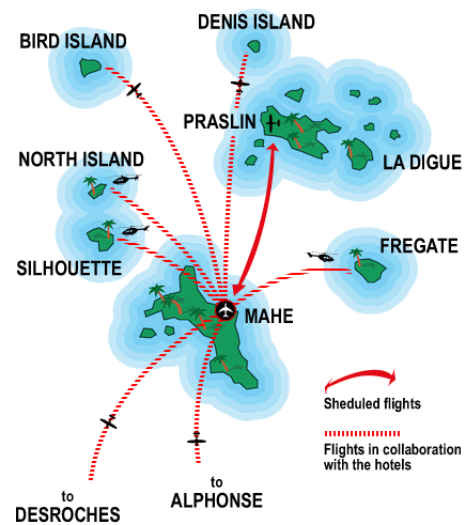 DENIS ISLAND
BIRD ISLAND
PRASLIN
NORTH ISLAND
LA DIGUE
FREGATE
SILHOUETTE
MAHE
Sheduled flights
Flights in collaboration
with the hotels
to
DESROCHES
to
ALPHONSE